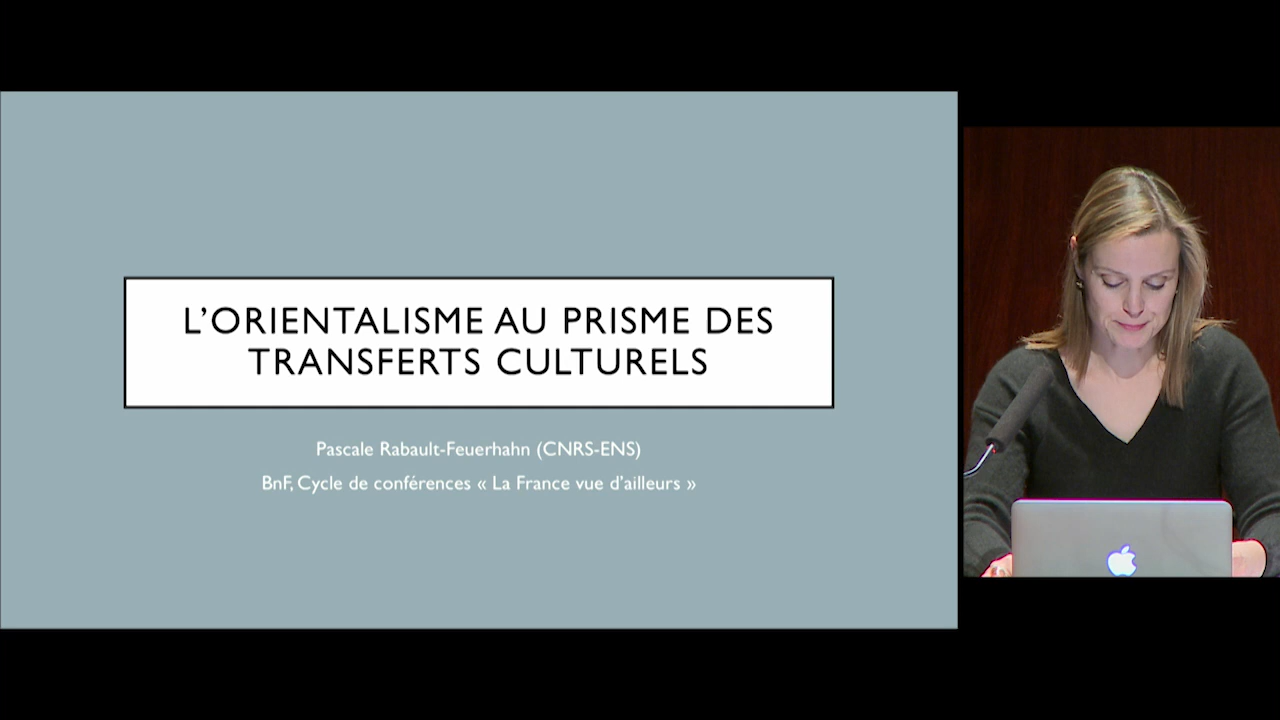 L'ORIENTALISME AU PRISME DES
TRANSFERTS CULTURELS
Pascale Rabault-Feuerhahn (CNRS-ENS)
BnF, Cycle de conférences « La France vue d'ailleurs »